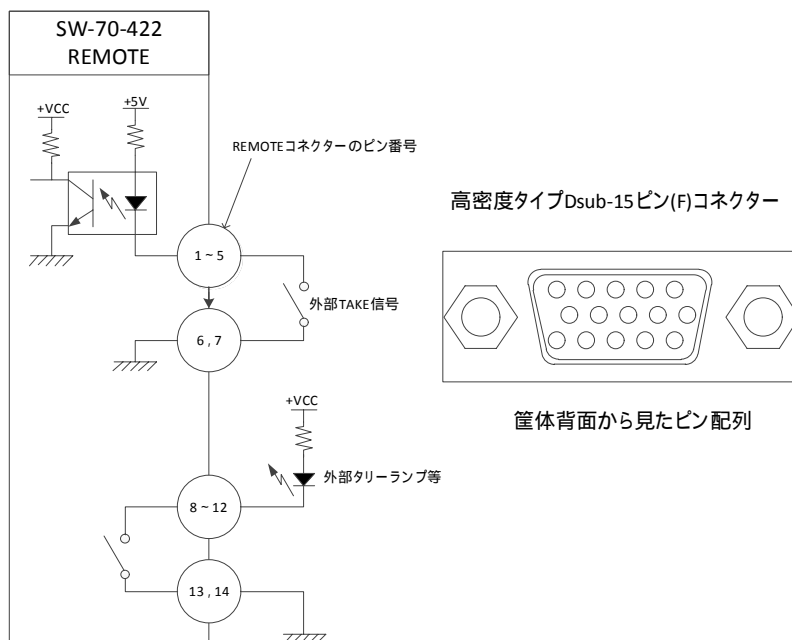 SW-70-422
REMOTE
+VCC
+5V
REMOTEコネクターのピン番号
1 ~ 5
外部TAKE信号
6 , 7
+VCC
外部タリーランプ等
8 ~ 12
13 , 14
高密度タイプDsub-15ピン(F)コネクター
筐体背面から見たピン配列